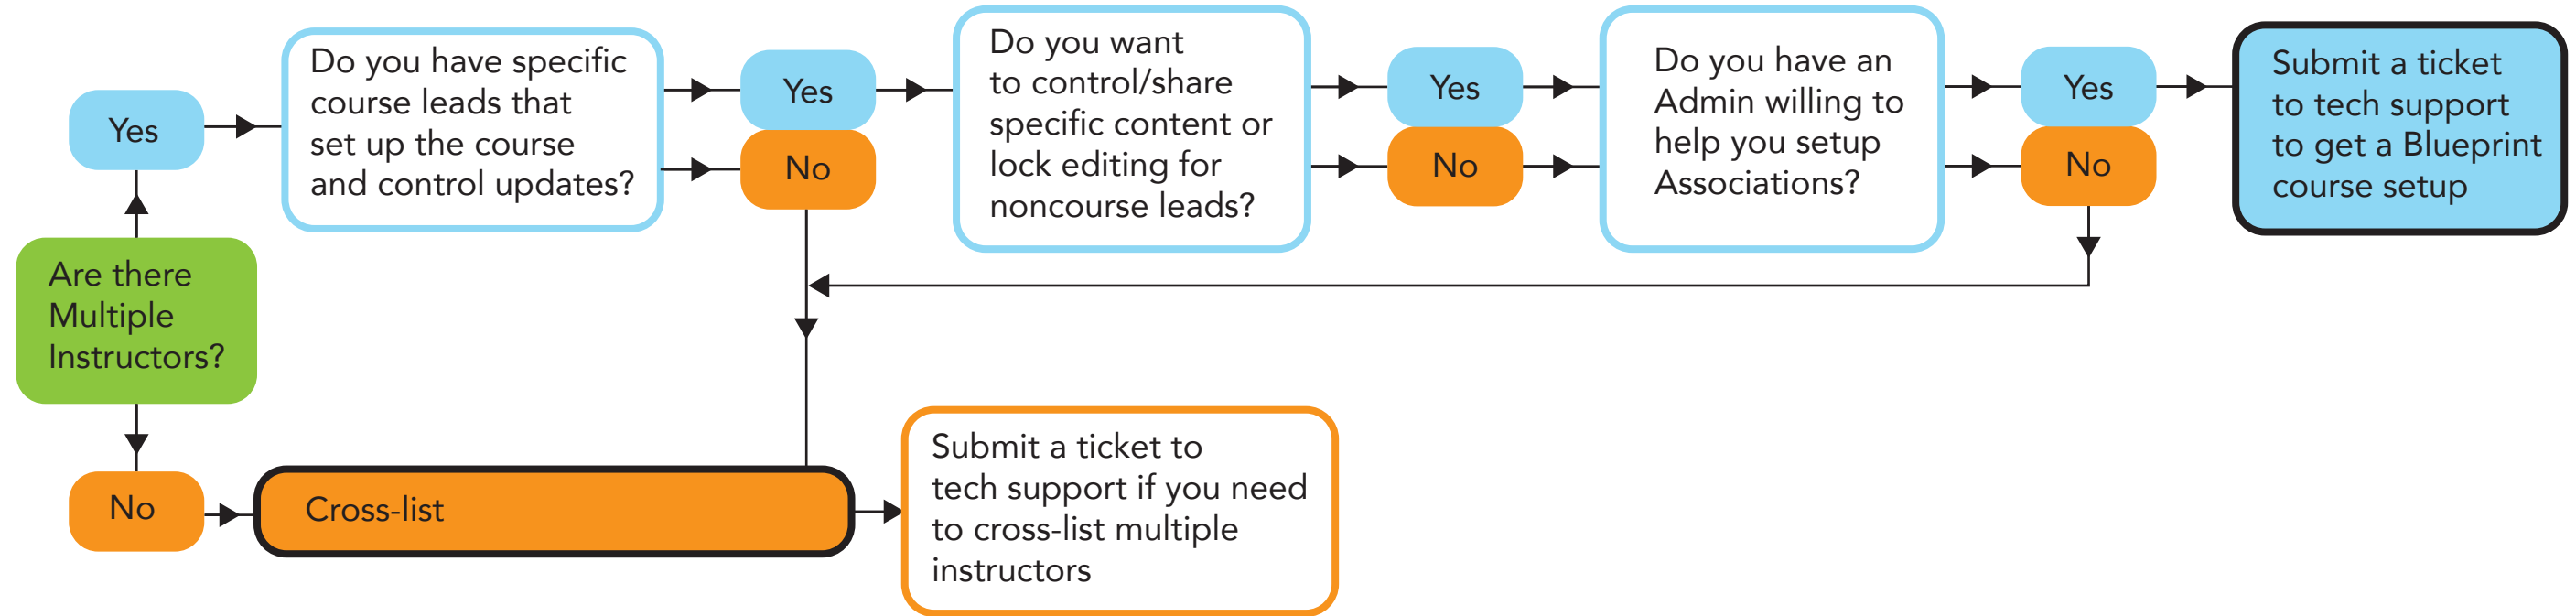 Are there
Multiple
Instructors?
Yes
Do you have specific
course leads that
set up the course
and control updates?
Yes
No
Do you want
to control/share
specific content or
lock editing for
noncourse leads?
Yes
No
Do you have an
Admin willing to
help you setup
Associations?
Yes
No
Submit a ticket
to tech support
to get a Blueprint
course setup
No
Cross-list
Submit a ticket to
tech support if you need
to cross-list multiple
instructors